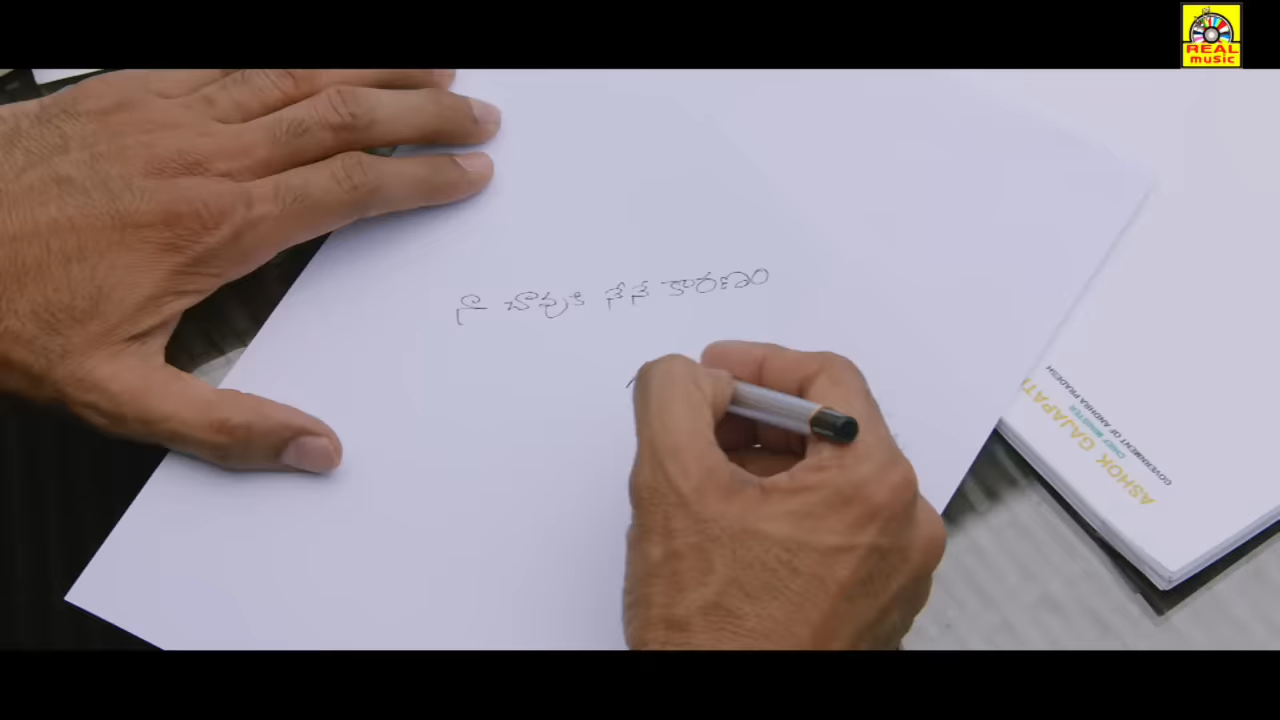 REAL
music
నా చావుకి నేనే కారణం
ASHOK GAJAPATI
CHIEF MINISTER
GOVERNMENT OF ANDHRA PRADESH